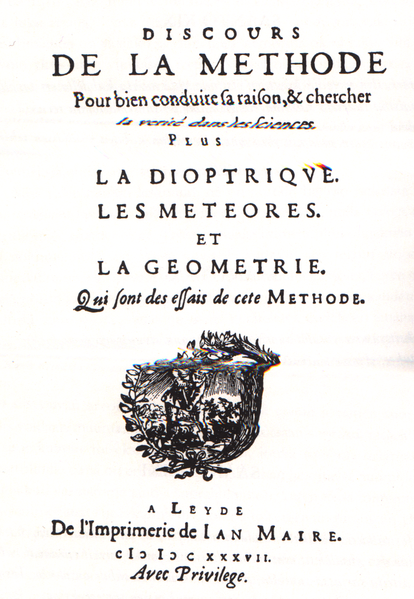 DISCOURS
DE LA METHODE
Pour bien conduire ſa raiſon, & chercher
la verité dans les ſciences.
PLUS
LA DIOPTRIQVE.
LES METEORES.
ET
LA GEOMETRIE.
Qui ſont des eſſais de cete METHODE.
A LEYDE
De l'Imprimerie de IAN MAIRE.
cIↃ IↃc XXXVII.
Avec Privilege.